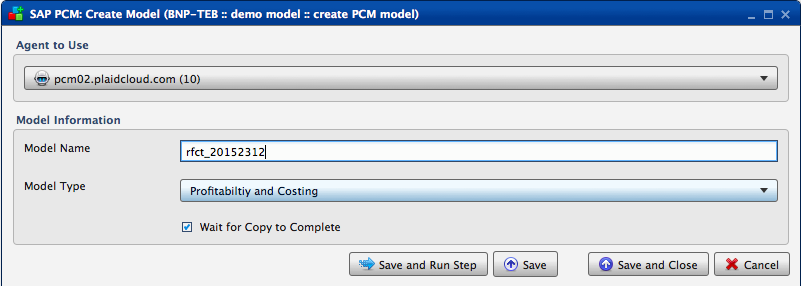 SAP PCM: Create Model (BNP-TEB :: demo model :: create PCM model)
Agent to Use
pcm02.plaidcloud.com (10)
Model Information
Model Name
rfct_20152312
Model Type
Profitabiltiy and Costing
Wait for Copy to Complete
Save and Run Step
Save
Save and Close
Cancel